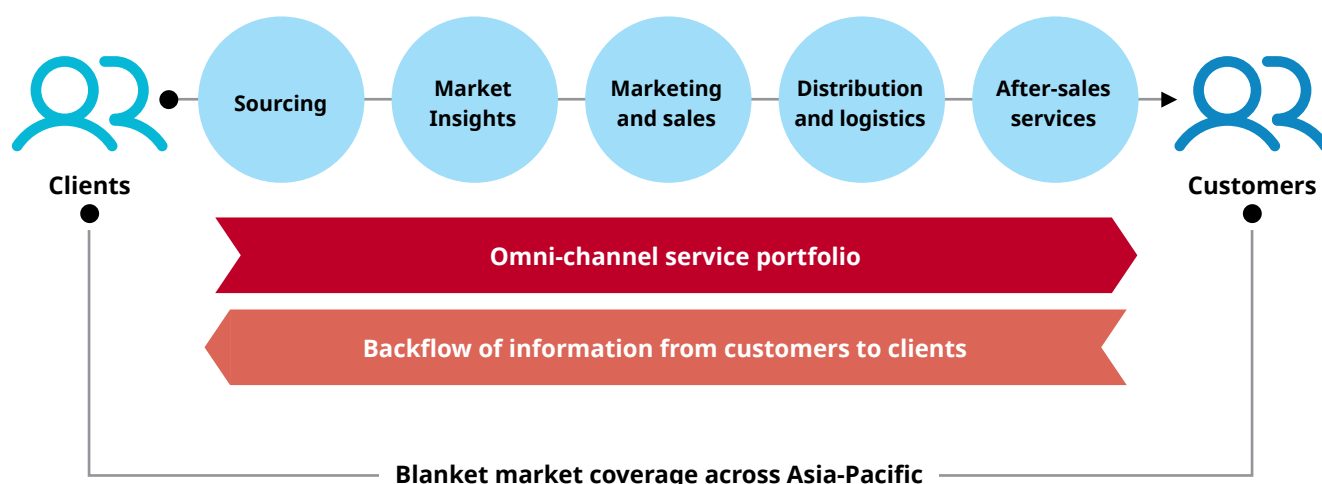 Sourcing
Market
Insights
Marketing
and sales
Distribution
and logistics
After-sales
services
Clients
Customers
Omni-channel service portfolio
Backflow of information from customers to clients
Blanket market coverage across Asia-Pacific